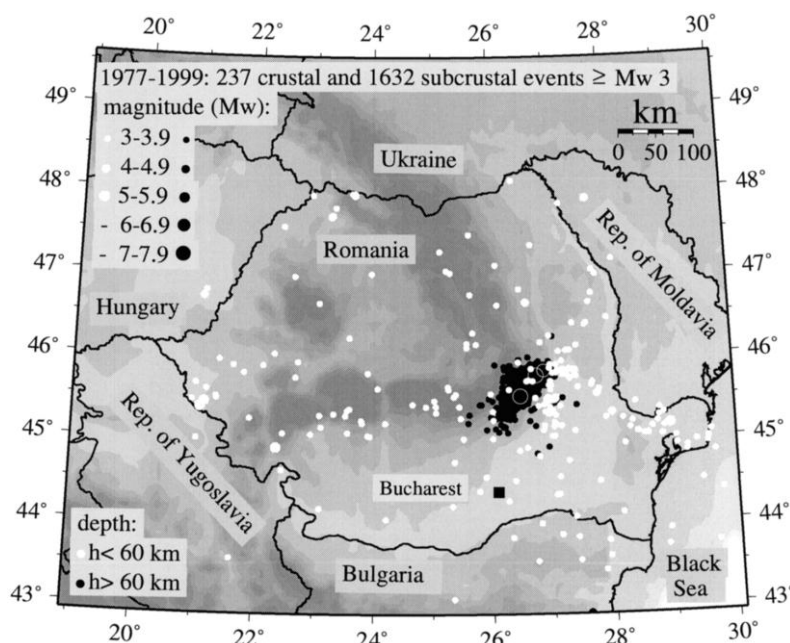 20° 22° 24° 26° 28° 30°
1977-1999: 237 crustal and 1632 subcrustal events ≥ Mw 3
magnitude (Mw):
3-3.9
4-4.9
5-5.9
- 6-6.9
- 7-7.9
km
0 50 100
49° 49°
48° 48°
47° 47°
46° 46°
45° 45°
44° 44°
43° 43°
Ukraine
Romania
Rep. of Moldavia
Hungary
Rep. of Yugoslavia
Bucharest
depth:
h< 60 km
h> 60 km
Bulgaria
Black
Sea
20° 22° 24° 26° 28° 30°